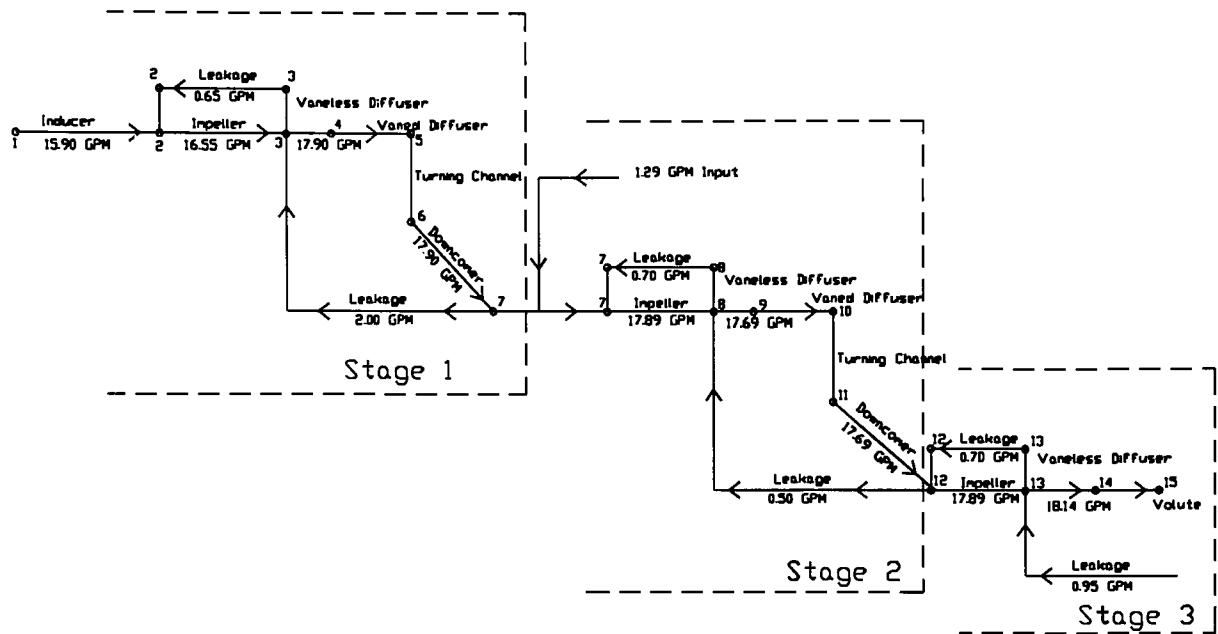 2
Leakage
3
0.65 GPM
Vaneless Diffuser
Inducer
Inpeller
4
Vaned Diffuser
1
15.90 GPM
2
16.55 GPM
3
17.90 GPM
5
Turning Channel
1.29 GPM Input
6
Downcomer
17.90 GPM
7
Leakage
8
0.70 GPM
Vaneless Diffuser
Leakage
7
Inpeller
9
Vaned Diffuser
2.00 GPM
7
17.89 GPM
8
17.69 GPM
10
Stage 1
Turning Channel
11
Downcomer
17.69 GPM
12
Leakage
13
0.70 GPM
Vaneless Diffuser
Leakage
12
Inpeller
13
14
15
0.50 GPM
17.89 GPM
18.14 GPM
Volute
Stage 2
Leakage
0.95 GPM
Stage 3